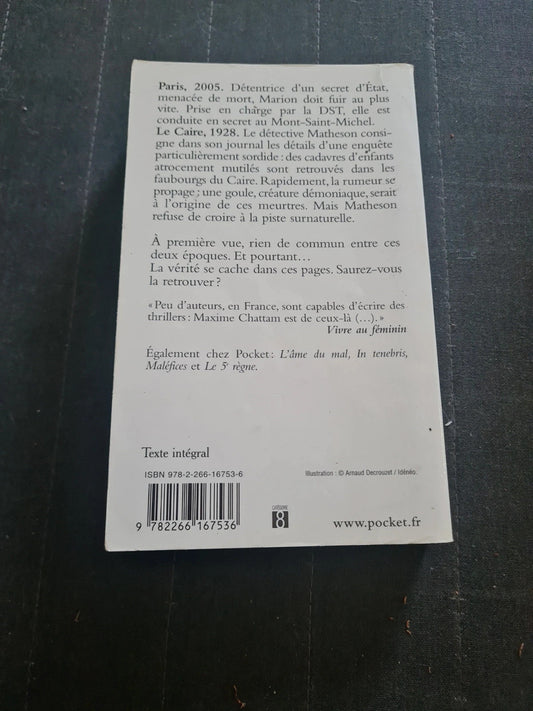 Paris, 2005. Détentrice d'un secret d'État,
menacée de mort, Marion doit fuir au plus
vite. Prise en charge par la DST, elle est
conduite en secret au Mont-Saint-Michel.
Le Caire, 1928. Le détective Matheson consi-
gne dans son journal les détails d'une enquête
particulièrement sordide : des cadavres d'enfants
atrocement mutilés sont retrouvés dans les
faubourgs du Caire. Rapidement, la rumeur se
propage ; une goule, créature démoniaque, serait
à l'origine de ces meurtres. Mais Matheson
refuse de croire à la piste surnaturelle.
À première vue, rien de commun entre ces
deux époques. Et pourtant...
La vérité se cache dans ces pages. Saurez-vous
la retrouver ?
« Peu d'auteurs, en France, sont capables d'écrire des
thrillers : Maxime Chattam est de ceux-là (...). »
Vivre au féminin
Également chez Pocket : L'âme du mal, In tenebris,
Maléfices et Le 5e règne.
Texte intégral
ISBN 978-2-266-16753-6
Illustration : © Arnaud Decrouzet / Idénéo.
9 782266 167536
CATÉGORIE
8
www.pocket.fr